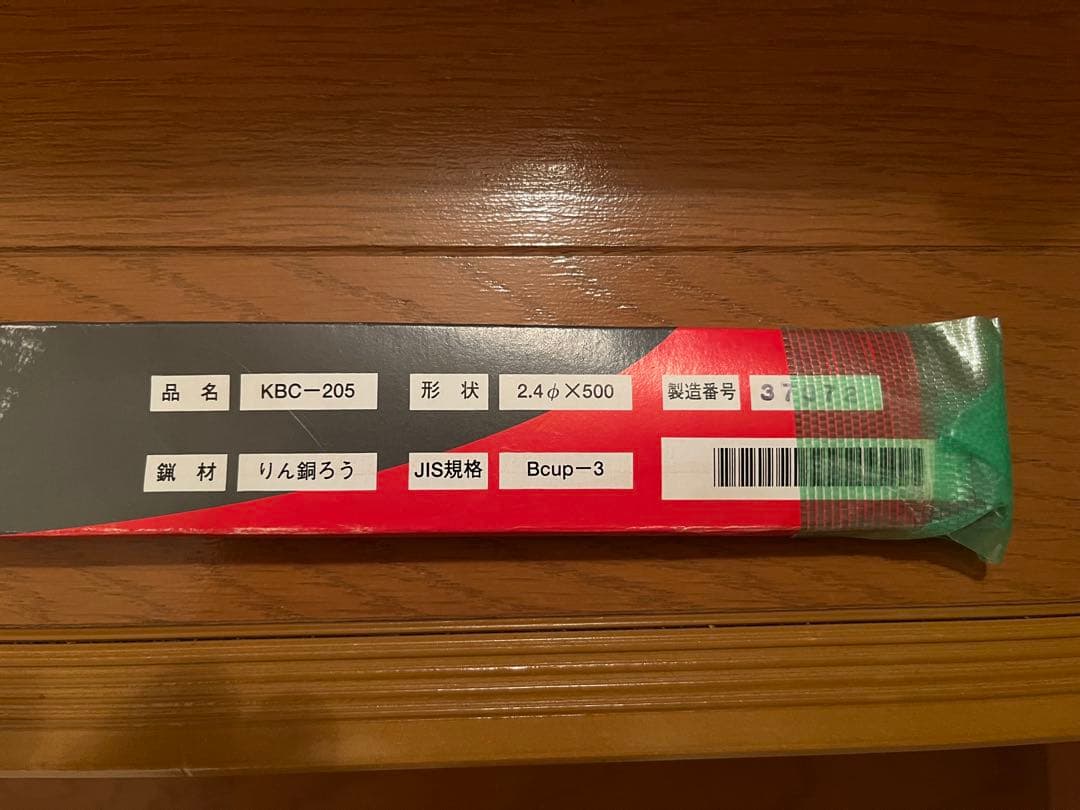 品 名 KBC-205 形 状 2.4φ×500 製造番号 37372
鑞 材 りん銅ろう JIS規格 Bcup-3